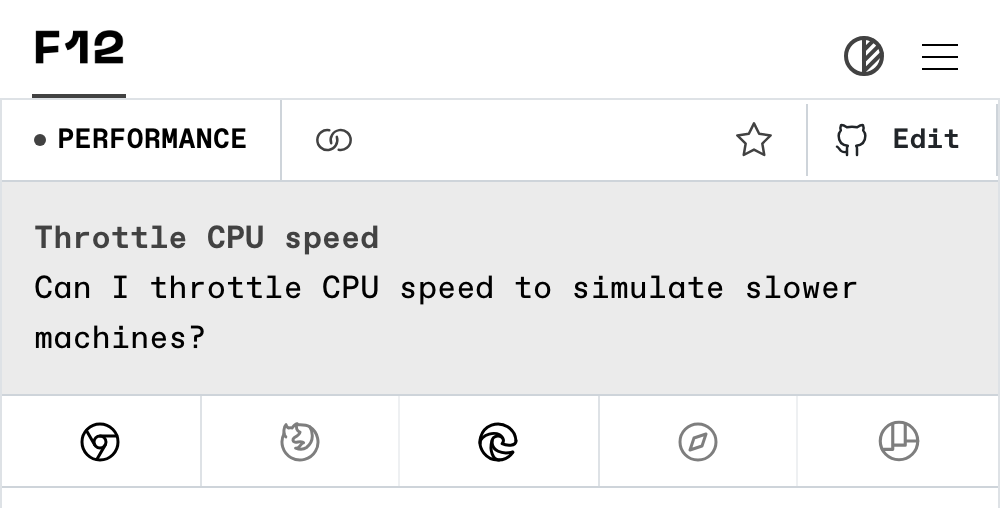 F12
PERFORMANCE
Edit
Throttle CPU speed
Can I throttle CPU speed to simulate slower
machines?